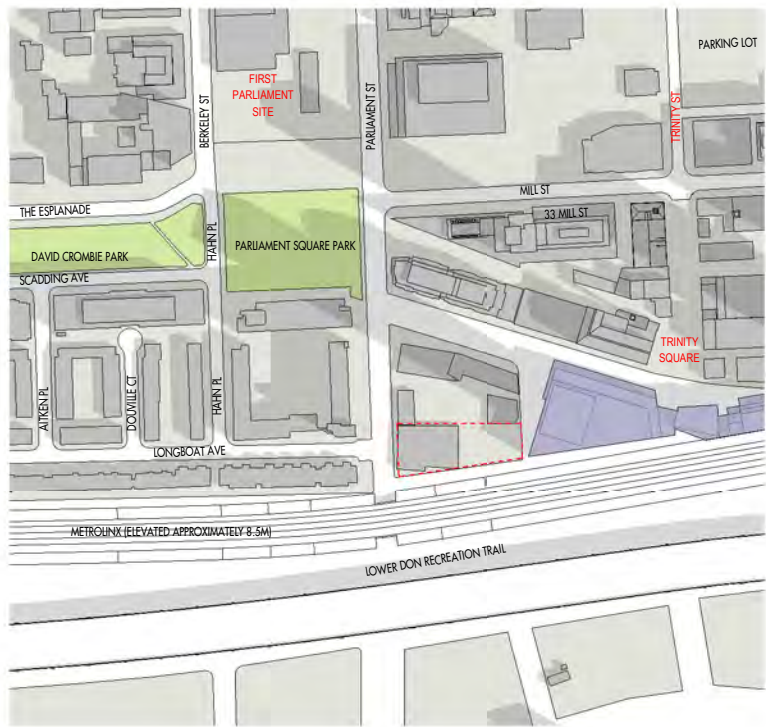 PARKING LOT
FIRST
PARLIAMENT
SITE
BERKELEY ST
PARLIAMENT ST
TRINITY ST
MILL ST
THE ESPLANADE
33 MILL ST
HAHN PL
PARLIAMENT SQUARE PARK
DAVID CROMBIE PARK
SCADDING AVE
TRINITY
SQUARE
AITKEN PL
DOUVILLE CT
HAHN PL
LONGBOAT AVE
METROLINX (ELEVATED APPROXIMATELY 8.5M)
LOWER DON RECREATION TRAIL